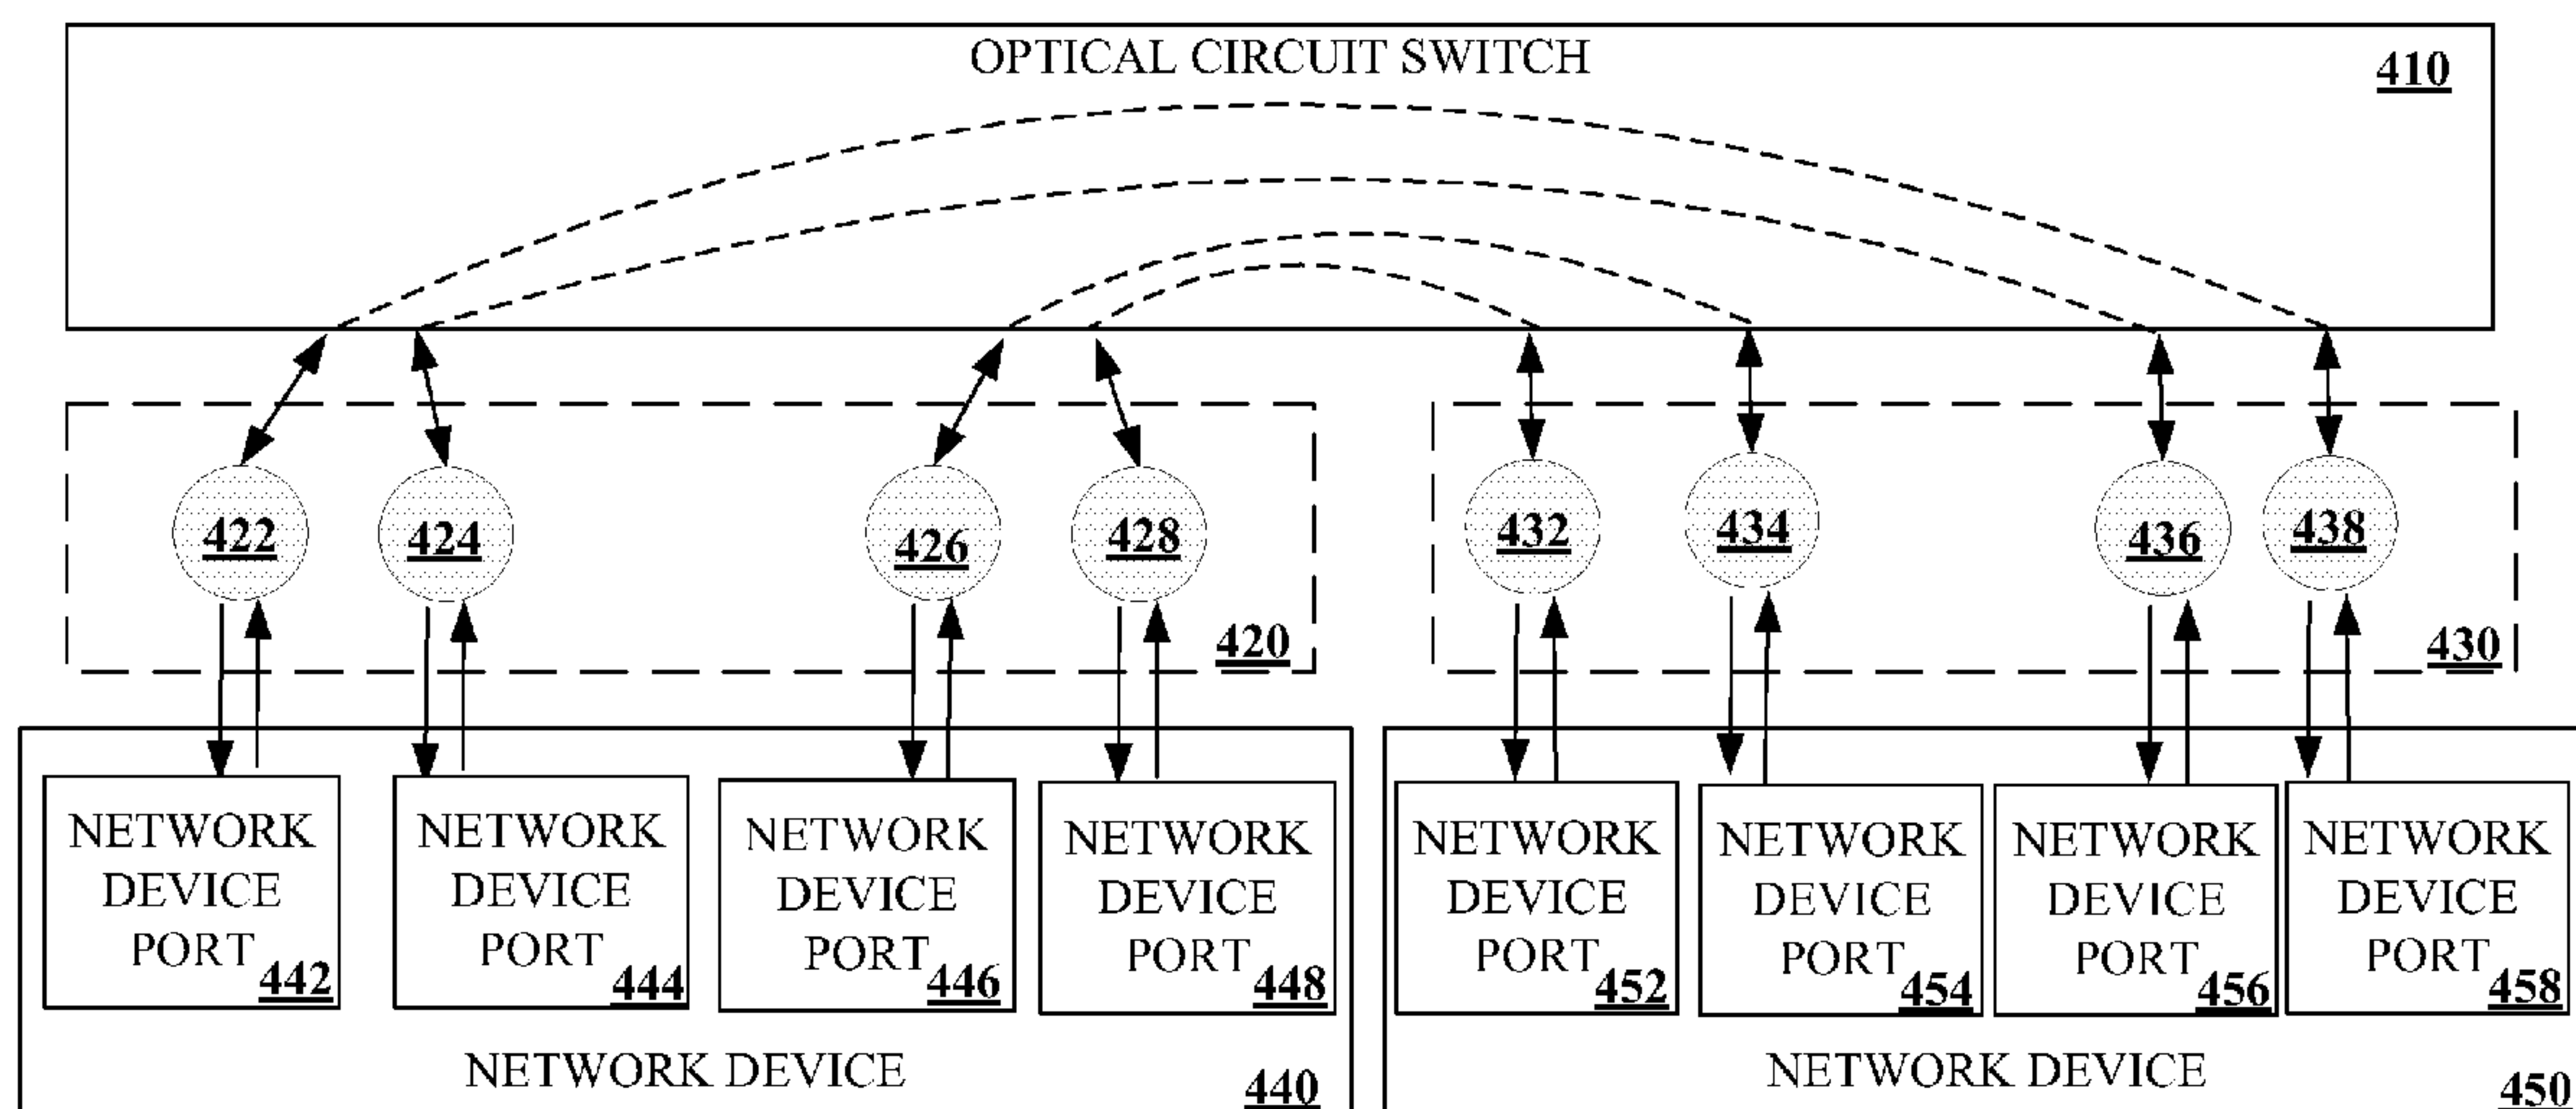 OPTICAL CIRCUIT SWITCH
410
422
424
426
428
432
434
436
438
420
430
NETWORK
DEVICE
PORT
442
NETWORK
DEVICE
PORT
444
NETWORK
DEVICE
PORT
446
NETWORK
DEVICE
PORT
448
NETWORK
DEVICE
PORT
452
NETWORK
DEVICE
PORT
454
NETWORK
DEVICE
PORT
456
NETWORK
DEVICE
PORT
458
NETWORK DEVICE
440
NETWORK DEVICE
450